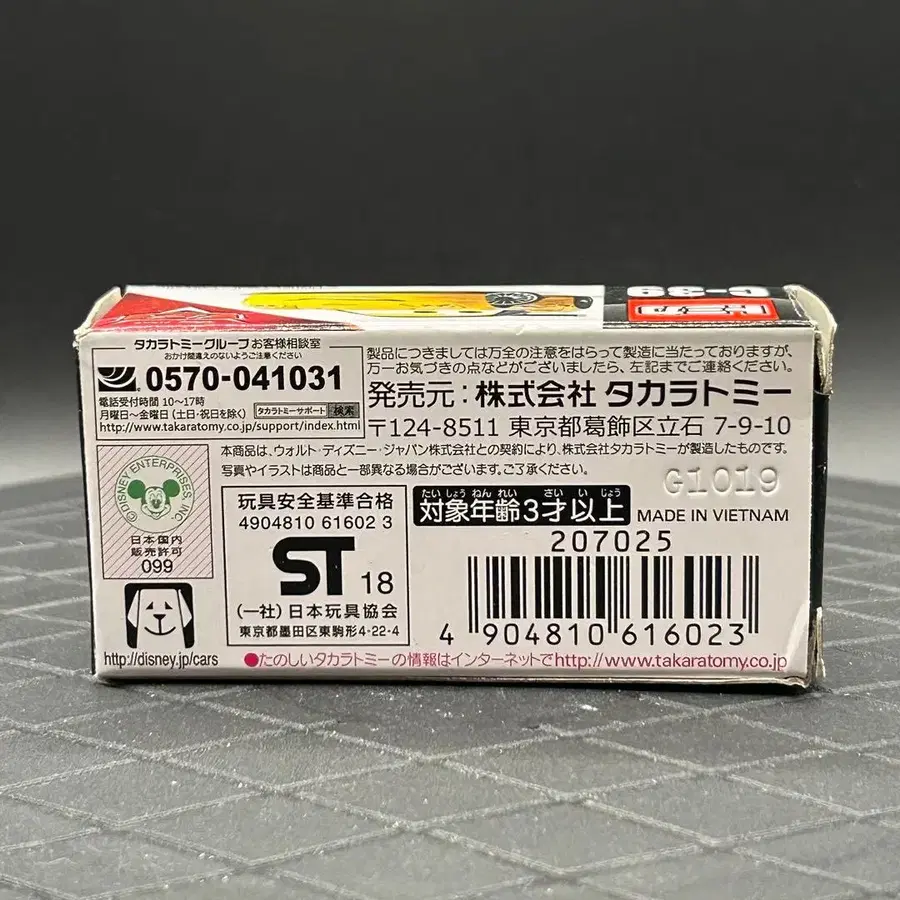 C-39
タカラトミーグループ お客様相談室
おかけ間違えのないようご注意ください
0570-041031
電話受付時間 10〜17時
月曜日〜金曜日(土日・祝日を除く) タカラトミーサポート 検索
http://www.takaratomy.co.jp/support/index.html
製品につきましては万全の注意をはらって製造に当たっておりますが、
万一お気づきの点などがございましたら、左記までご連絡ください。
発売元:株式会社 タカラトミー
〒124-8511 東京都葛飾区立石 7-9-10
本商品は、ウォルト・ディズニー・ジャパン株式会社との契約により、株式会社タカラトミーが製造したものです。
写真やイラストは商品と一部異なる場合がございます。ご了承ください。
©DISNEY ENTERPRISES, INC.
日本国内
販売許可
099
玩具安全基準合格
4904810 61602 3
ST 18
(一社)日本玩具協会
東京都墨田区東駒形4-22-4
G1019
たいしょうねんれい さいいじょう
対象年齢3才以上
MADE IN VIETNAM
207025
4 904810 616023
http://disney.jp/cars
●たのしいタカラトミーの情報はインターネットでhttp://www.takaratomy.co.jp